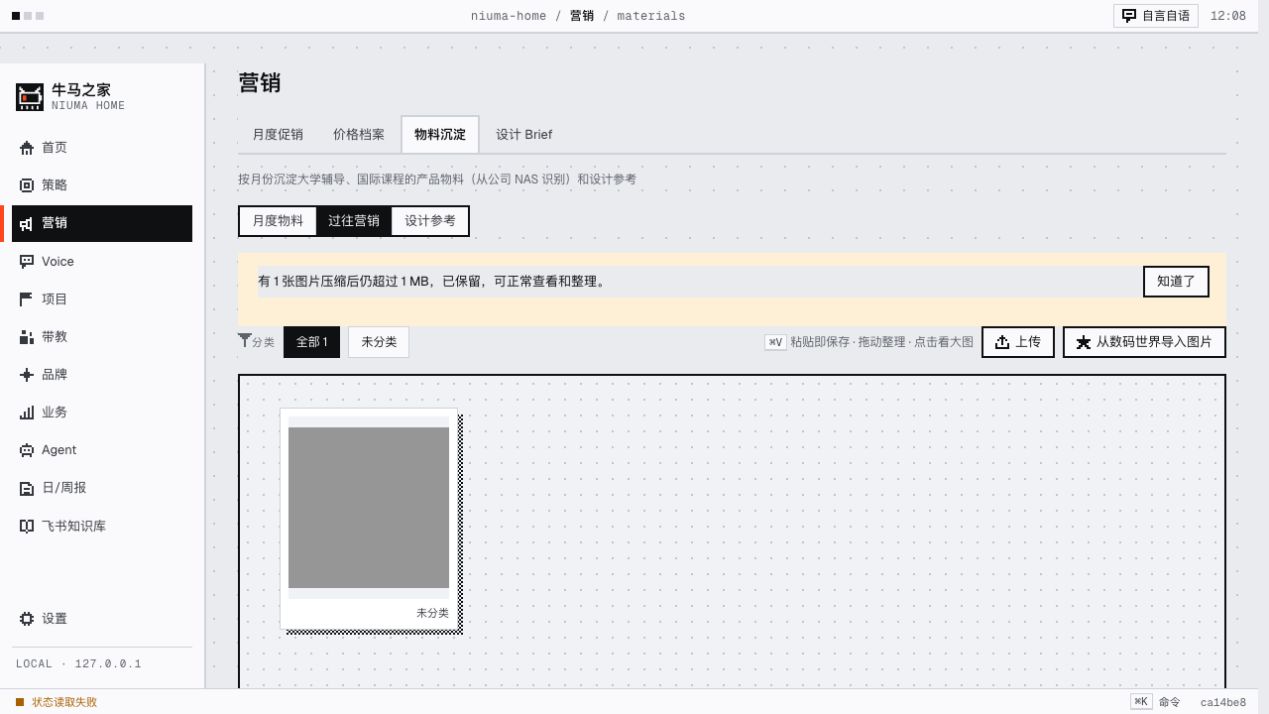 niuma-home / 营销 / materials
自言自语
12:08
牛马之家
NIUMA HOME
首页
策略
营销
Voice
项目
带教
品牌
业务
Agent
日/周报
飞书知识库
设置
LOCAL · 127.0.0.1
营销
月度促销 价格档案 物料沉淀 设计 Brief
按月份沉淀大学辅导、国际课程的产品物料（从公司 NAS 识别）和设计参考
月度物料 过往营销 设计参考
有 1 张图片压缩后仍超过 1 MB，已保留，可正常查看和整理。 知道了
分类 全部 1 未分类 ⌘V 粘贴即保存 · 拖动整理 · 点击看大图 上传 从数码世界导入图片
未分类
状态读取失败 ⌘K 命令 ca14be8